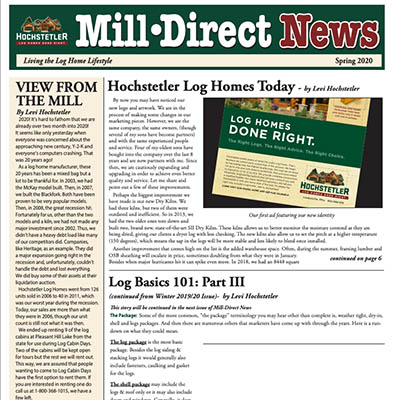 HOCHSTETLER
LOG HOMES DONE RIGHT.
Mill•Direct News
Living the Log Home Lifestyle
Spring 2020
VIEW FROM
THE MILL
By Levi Hochstetler
2020! It's hard to fathom that we are
already over two month into 2020!
It seems like only yesterday when
everyone was concerned about the
approaching new century, Y-2-K and
everyone's computers crashing. That
was 20 years ago!
As a log home manufacturer, these
20 years has been a mixed bag but a
lot to be thankful for. In 2003, we had
the McKay model built. Then, in 2007,
we built the Blackfork. Both have been
proven to be very popular models.
Then, in 2008, the great recession hit.
Fortunately for us, other than the two
models and a kiln, we had not made any
major investment since 2002. Thus, we
didn't have a heavy debt load like many
of our competitors did. Companies,
like Heritage, as an example. They did
a major expansion going right in the
recession and, unfortunately, couldn't
handle the debt and lost everything.
We did buy some of their assets at their
liquidation auction.
Hochstetler Log Homes went from 126
units sold in 2006 to 40 in 2011, which
was our worst year during the recession.
Today, our sales are more than what
they were in 2006, though our unit
count is still not what it was then.
We ended up renting 9 of the log
cabins at Pleasant Hill Lake from the
state for use during Log Cabin Days.
Two of the cabins will be kept open
for tours but the rest we will rent out.
This way, we are assured that people
wanting to come to Log Cabin Days
have the first option to rent them. If
you are interested in renting one do
call us at 1-800-368-1015, we have a
few left.
Hochstetler Log Homes Today - by Levi Hochstetler
By now you may have noticed our
new logo and artwork. We are in the
process of making some changes in our
marketing pieces. However, we are the
same company, the same owners, (though
several of my sons have become partners)
and with the same experienced people
and service. Four of my oldest sons have
bought into the company over the last 8
years and are now partners with me. Since
then, we are cautiously expanding and
upgrading in order to achieve even better
quality and service. Let me share and
point out a few of these improvements.
Perhaps the biggest improvement we
have made is our new Dry Kilns. We
had three kilns, but two of them were
outdated and inefficient. So in 2015, we
had the two oldest ones torn down and
built two, brand new, state-of-the-art SII Dry Kilns. These kilns allows us to better monitor the moisture content as they are
being dried, giving our clients a dryer log with less checking. The new kilns also allow us to set the pitch at a higher temperature
(150 degrees), which means the sap in the logs will be more stable and less likely to bleed once installed.
Another improvement that comes high on the list is the added warehouse space. Often, during the summer, framing lumber and
OSB sheathing will escalate in price, sometimes doubling from what they were in January.
Besides when major hurricanes hit it can spike even more. In 2018, we had an 8448 square
continued on page 6
LOG HOMES
DONE RIGHT.
The Right Logs. The Right Advice. The Right Choice.
HOCHSTETLER
LOG HOMES DONE RIGHT.
Our first ad featuring our new identity
Log Basics 101: Part III
(continued from Winter 2019/20 Issue)- by Levi Hochstetler
This story will be continued in the next issue of Mill-Direct News
The Package: Some of the more common, "the package" terminology you may hear other than complete is, weather tight, dry-in,
shell and logs packages. And then there are numerous others that marketers have come up with through the years. Here is a run-
down on what they could mean.
The log package is the most basic
package. Besides the log siding &
stacking logs it would generally also
include fasteners, caulking and gasket
for the logs.
The shell package may include the
logs & roof only or it may also include